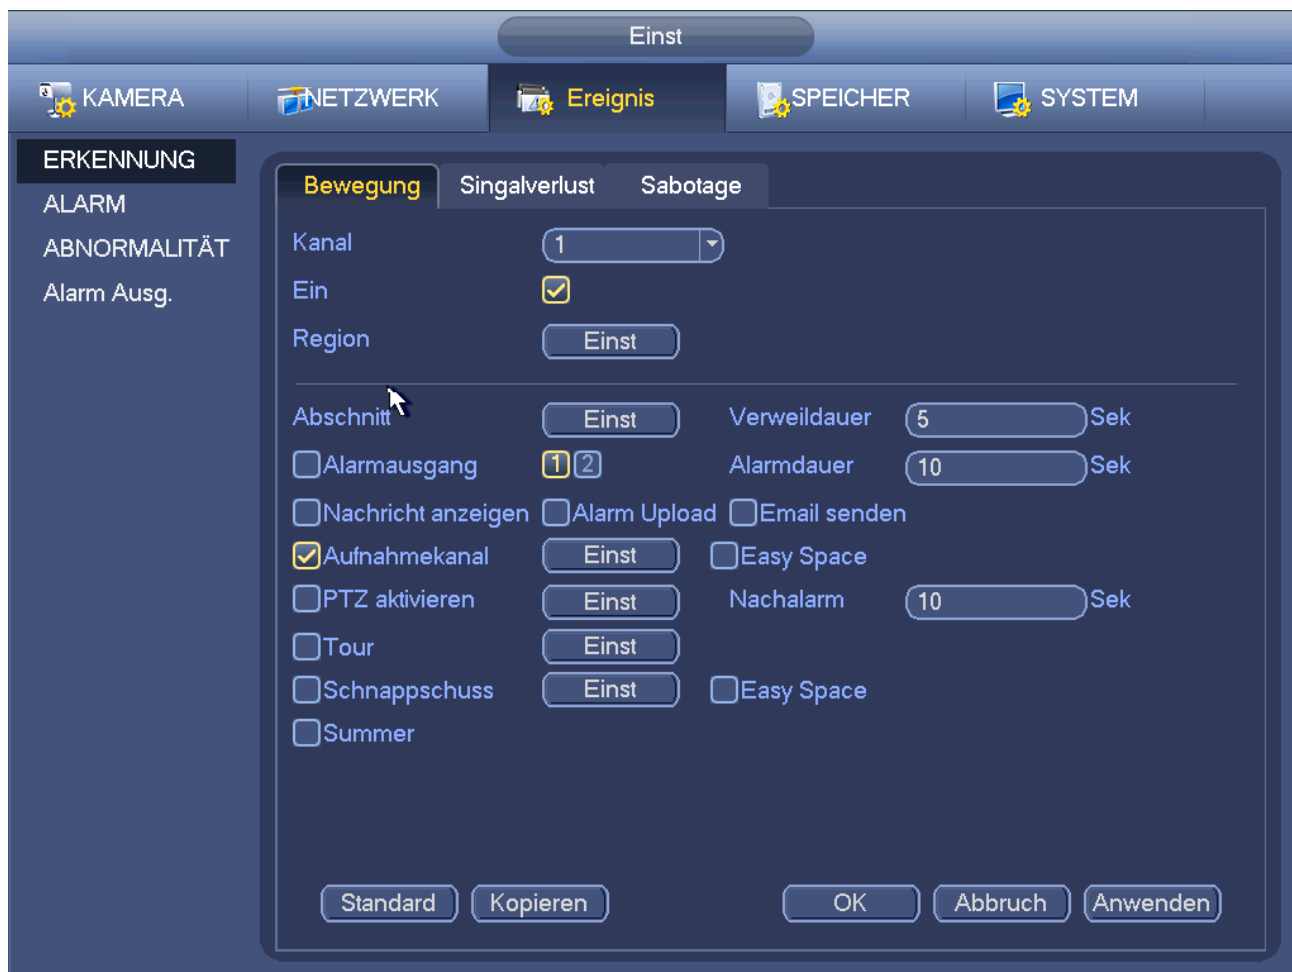 Einst
KAMERA NETZWERK Ereignis SPEICHER SYSTEM
ERKENNUNG
ALARM
ABNORMALITÄT
Alarm Ausg.
Bewegung Singalverlust Sabotage
Kanal 1
Ein
Region Einst
Abschnitt Einst Verweildauer 5 Sek
Alarmausgang 1 2 Alarmdauer 10 Sek
Nachricht anzeigen Alarm Upload Email senden
Aufnahmekanal Einst Easy Space
PTZ aktivieren Einst Nachalarm 10 Sek
Tour Einst
Schnappschuss Einst Easy Space
Summer
Standard Kopieren OK Abbruch Anwenden